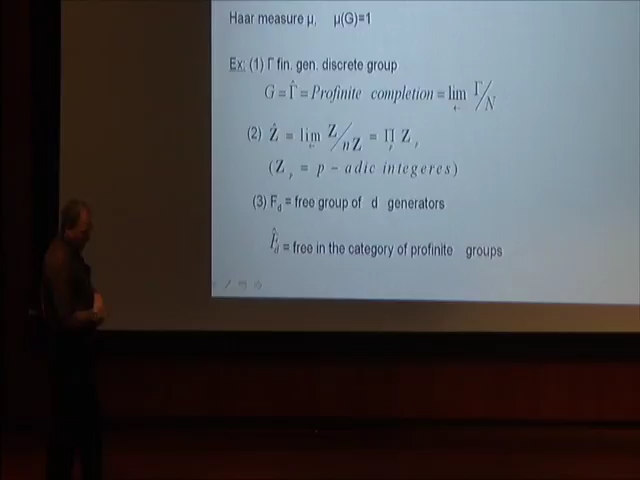 Haar measure μ, μ(G)=1
Ex: (1) Γ fin. gen. discrete group
G = Γ̂ = Profinite completion = lim← Γ/N
(2) Ẑ = lim← Z/nZ = Π_p Z_p
(Z_p = p - adic integeres)
(3) F_d = free group of d generators
F̂_d = free in the category of profinite groups